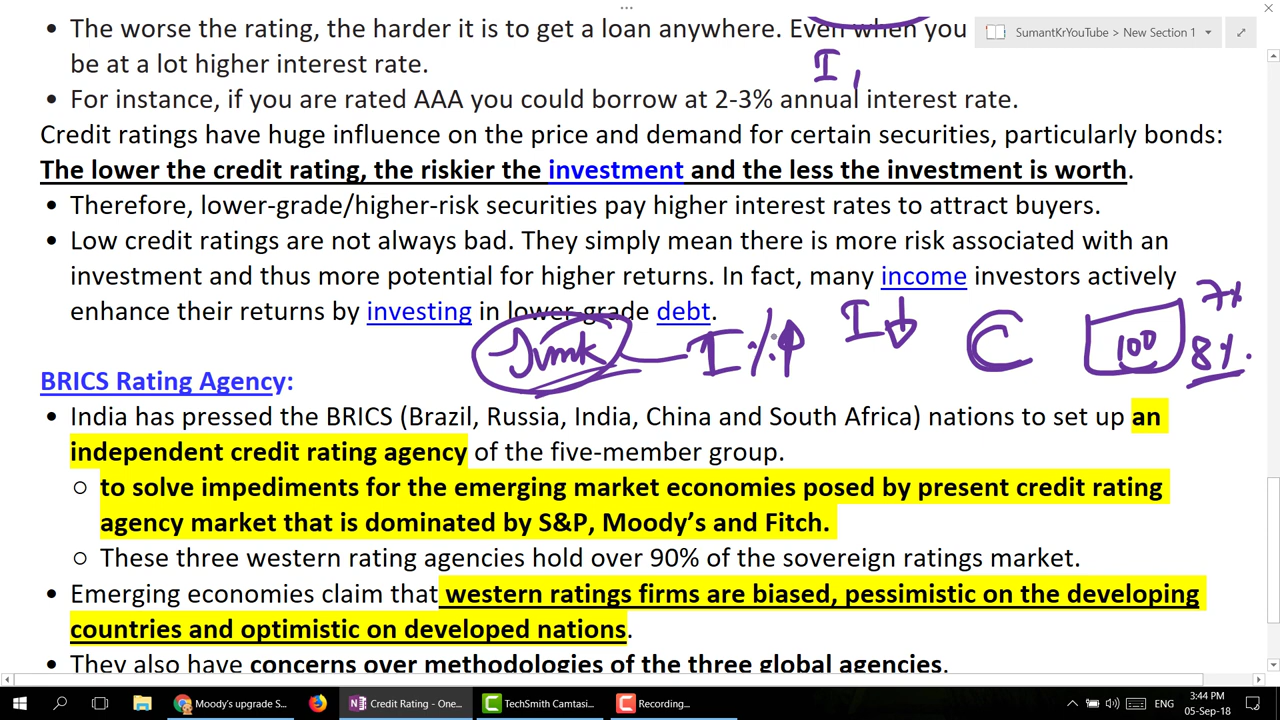 The worse the rating, the harder it is to get a loan anywhere. Even when you
SumantKrYouTube > New Section 1
be at a lot higher interest rate.
I
For instance, if you are rated AAA you could borrow at 2-3% annual interest rate.
Credit ratings have huge influence on the price and demand for certain securities, particularly bonds:
The lower the credit rating, the riskier the investment and the less the investment is worth.
Therefore, lower-grade/higher-risk securities pay higher interest rates to attract buyers.
Low credit ratings are not always bad. They simply mean there is more risk associated with an
investment and thus more potential for higher returns. In fact, many income investors actively
7%
enhance their returns by investing in lower-grade debt.
Junk I % I C 100 8%.
BRICS Rating Agency:
India has pressed the BRICS (Brazil, Russia, India, China and South Africa) nations to set up an
independent credit rating agency of the five-member group.
to solve impediments for the emerging market economies posed by present credit rating
agency market that is dominated by S&P, Moody's and Fitch.
These three western rating agencies hold over 90% of the sovereign ratings market.
Emerging economies claim that western ratings firms are biased, pessimistic on the developing
countries and optimistic on developed nations.
They also have concerns over methodologies of the three global agencies.
Moody's upgrade S... Credit Rating - One... TechSmith Camtasi... Recording... ENG 3:44 PM
05-Sep-18